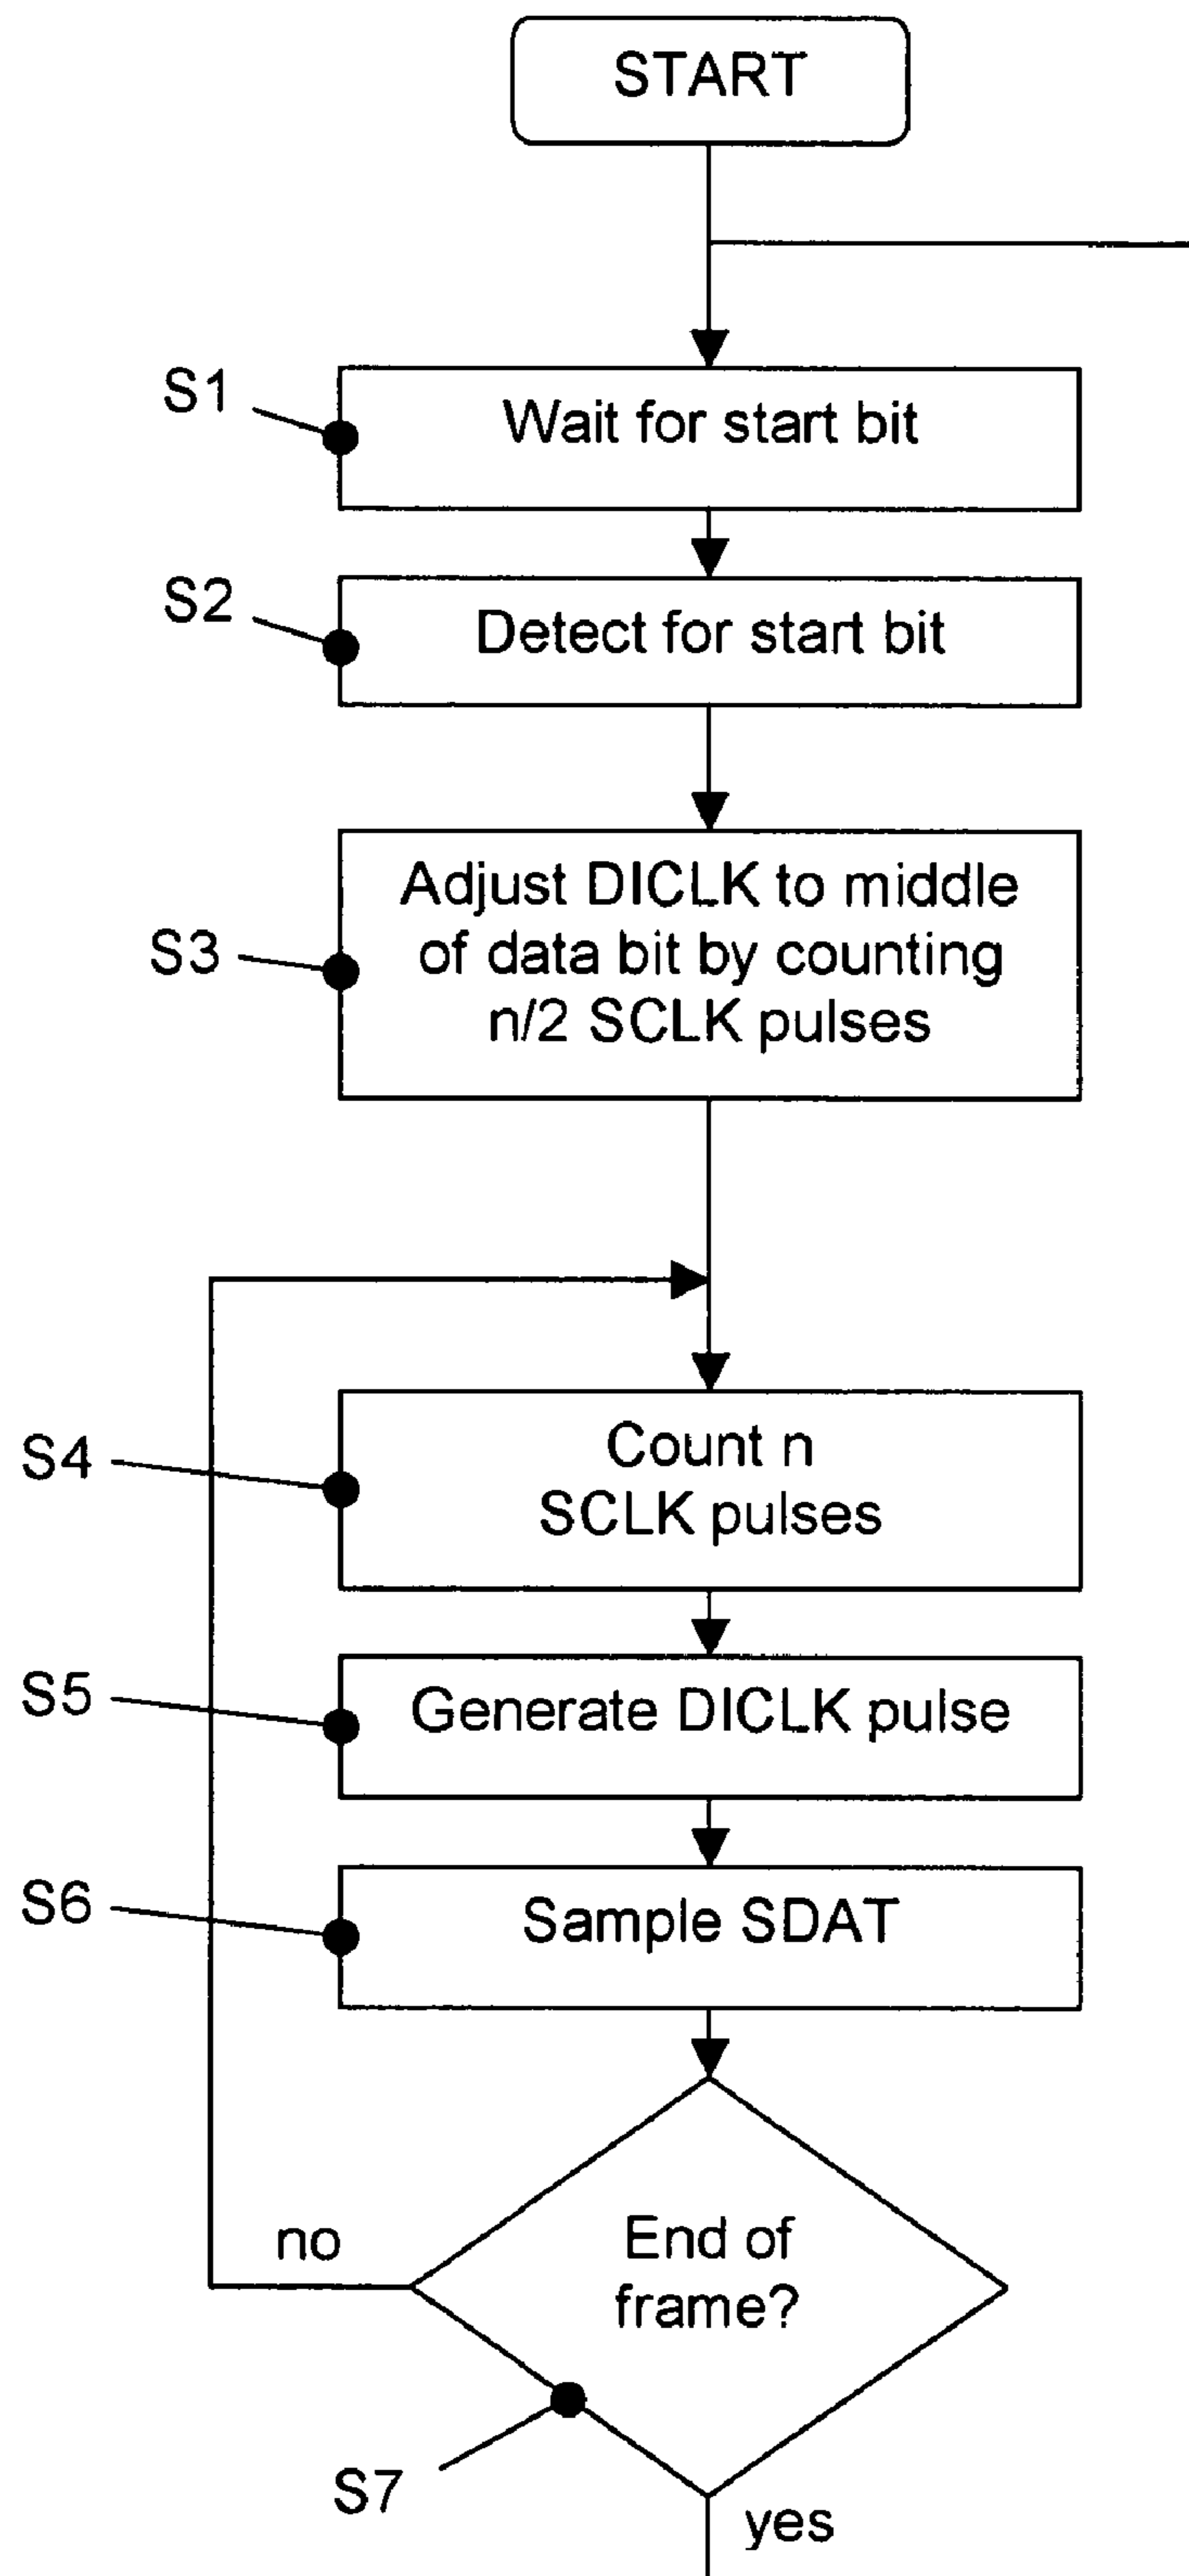 START
S1
Wait for start bit
S2
Detect for start bit
S3
Adjust DICLK to middle
of data bit by counting
n/2 SCLK pulses
S4
Count n
SCLK pulses
S5
Generate DICLK pulse
S6
Sample SDAT
no
End of
frame?
S7
yes